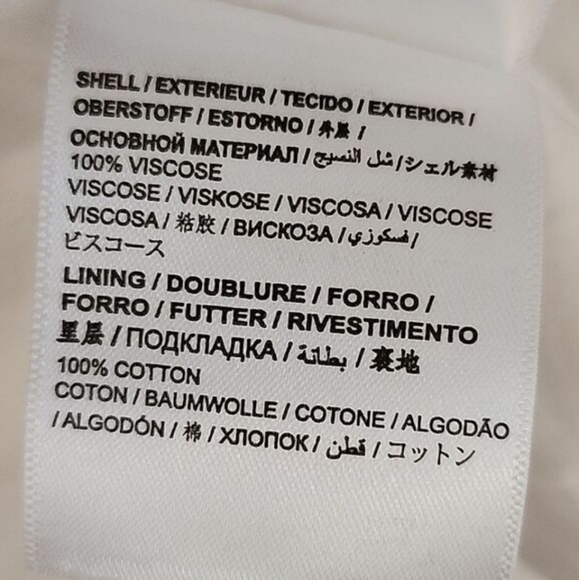 SHELL / EXTERIEUR / TECIDO / EXTERIOR /
OBERSTOFF / ESTORNO / 外层 /
ОСНОВНОЙ МАТЕРИАЛ / شل النسيج / シェル素材
100% VISCOSE
VISCOSE / VISKOSE / VISCOSA / VISCOSE
VISCOSA / 粘胶 / ВИСКОЗА / فسكوزي /
ビスコース
LINING / DOUBLURE / FORRO /
FORRO / FUTTER / RIVESTIMENTO
里层 / ПОДКЛАДКА / بطانة / 裏地
100% COTTON
COTON / BAUMWOLLE / COTONE / ALGODÃO
/ ALGODÓN / 棉 / ХЛОПОК / قطن / コットン